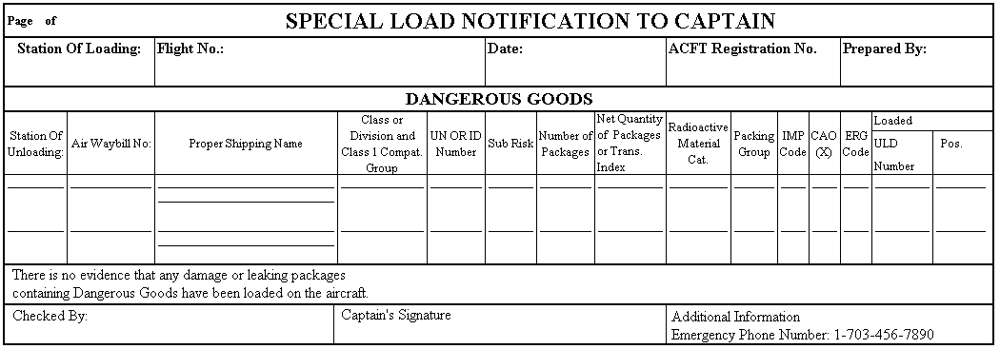 Page of
SPECIAL LOAD NOTIFICATION TO CAPTAIN
Station Of Loading:
Flight No.:
Date:
ACFT Registration No.
Prepared By:
DANGEROUS GOODS
Station Of
Unloading:
Air Waybill No:
Proper Shipping Name
Class or
Division and
Class 1 Compat.
Group
UN OR ID
Number
Sub Risk
Number of
Packages
Net Quantity
of Packages
or Trans.
Index
Radioactive
Material
Cat.
Packing
Group
IMP
Code
CAO
(X)
ERG
Code
Loaded
ULD
Number
Pos.
There is no evidence that any damage or leaking packages
containing Dangerous Goods have been loaded on the aircraft.
Checked By:
Captain's Signature
Additional Information
Emergency Phone Number: 1-703-456-7890